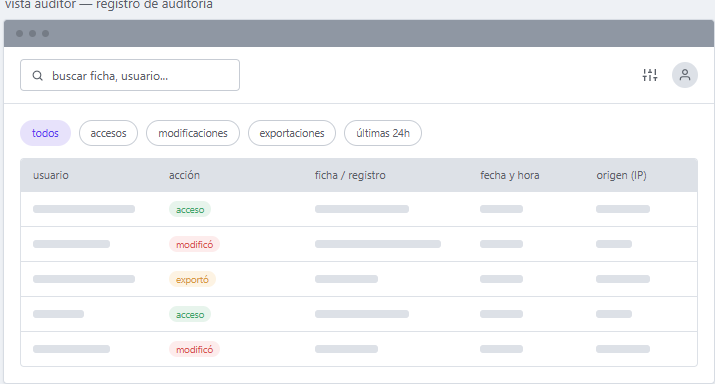 vista auditor — registro de auditoría
buscar ficha, usuario...
todos accesos modificaciones exportaciones últimas 24h
usuario acción ficha / registro fecha y hora origen (IP)
acceso
modificó
exportó
acceso
modificó